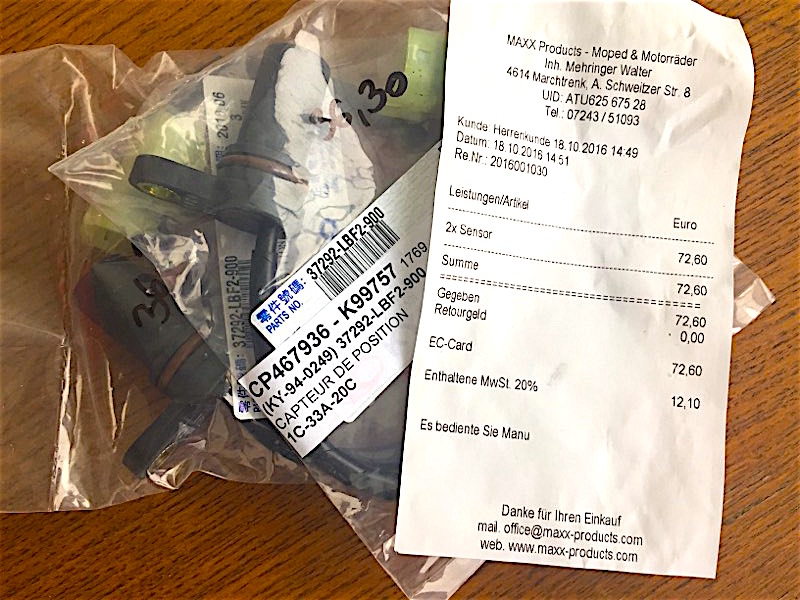 MAXX Products - Moped & Motorräder
Inh. Mehringer Walter
4614 Marchtrenk, A. Schweitzer Str. 8
UID: ATU625 675 28
Tel.: 07243 / 51093
Kunde Herrenkunde 18.10.2016 14:49
Datum: 18.10.2016 14:51
Re.Nr.: 2016001030
Leistungen/Artikel Euro
2x Sensor 72,60
Summe 72,60
Gegeben 72,60
Retourgeld 0,00
EC-Card 72,60
Enthaltene MwSt. 20% 12,10
Es bediente Sie Manu
Danke für Ihren Einkauf
mail. office@maxx-products.com
web. www.maxx-products.com
零件號碼: 37292-LBF2-900
PARTS NO.
1769
CP467936 - K99757
(KY-94-0249) 37292-LBF2-900
CAPTEUR DE POSITION
1C-33A-20C
37292-LBF2-900